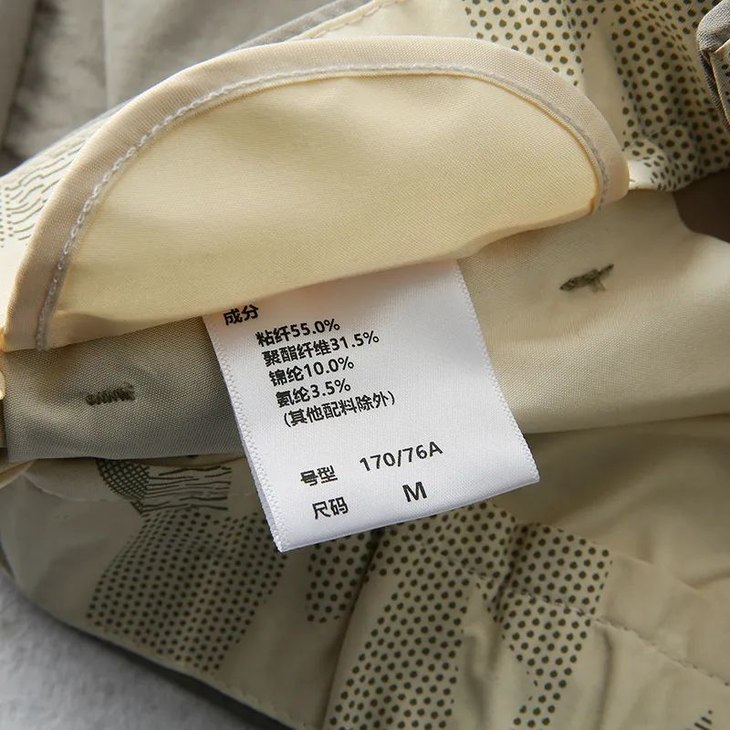 成分
粘纤55.0%
聚酯纤维31.5%
锦纶10.0%
氨纶3.5%
(其他配料除外)
号型 170/76A
尺码 M